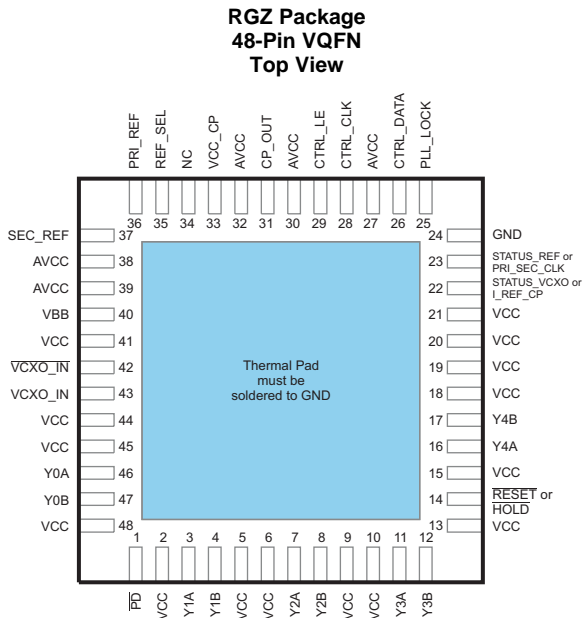 RGZ Package
48-Pin VQFN
Top View
PRI_REF
REF_SEL
NC
VCC_CP
AVCC
CP_OUT
AVCC
CTRL_LE
CTRL_CLK
AVCC
CTRL_DATA
PLL_LOCK
36 35 34 33 32 31 30 29 28 27 26 25
SEC_REF 37
AVCC 38
AVCC 39
VBB 40
VCC 41
VCXO_IN 42
VCXO_IN 43
VCC 44
VCC 45
Y0A 46
Y0B 47
VCC 48
24 GND
23 STATUS_REF or
PRI_SEC_CLK
22 STATUS_VCXO or
I_REF_CP
21 VCC
20 VCC
19 VCC
18 VCC
17 Y4B
16 Y4A
15 VCC
14 RESET or
HOLD
13 VCC
Thermal Pad
must be
soldered to GND
1 2 3 4 5 6 7 8 9 10 11 12
PD
VCC
Y1A
Y1B
VCC
VCC
Y2A
Y2B
VCC
VCC
Y3A
Y3B